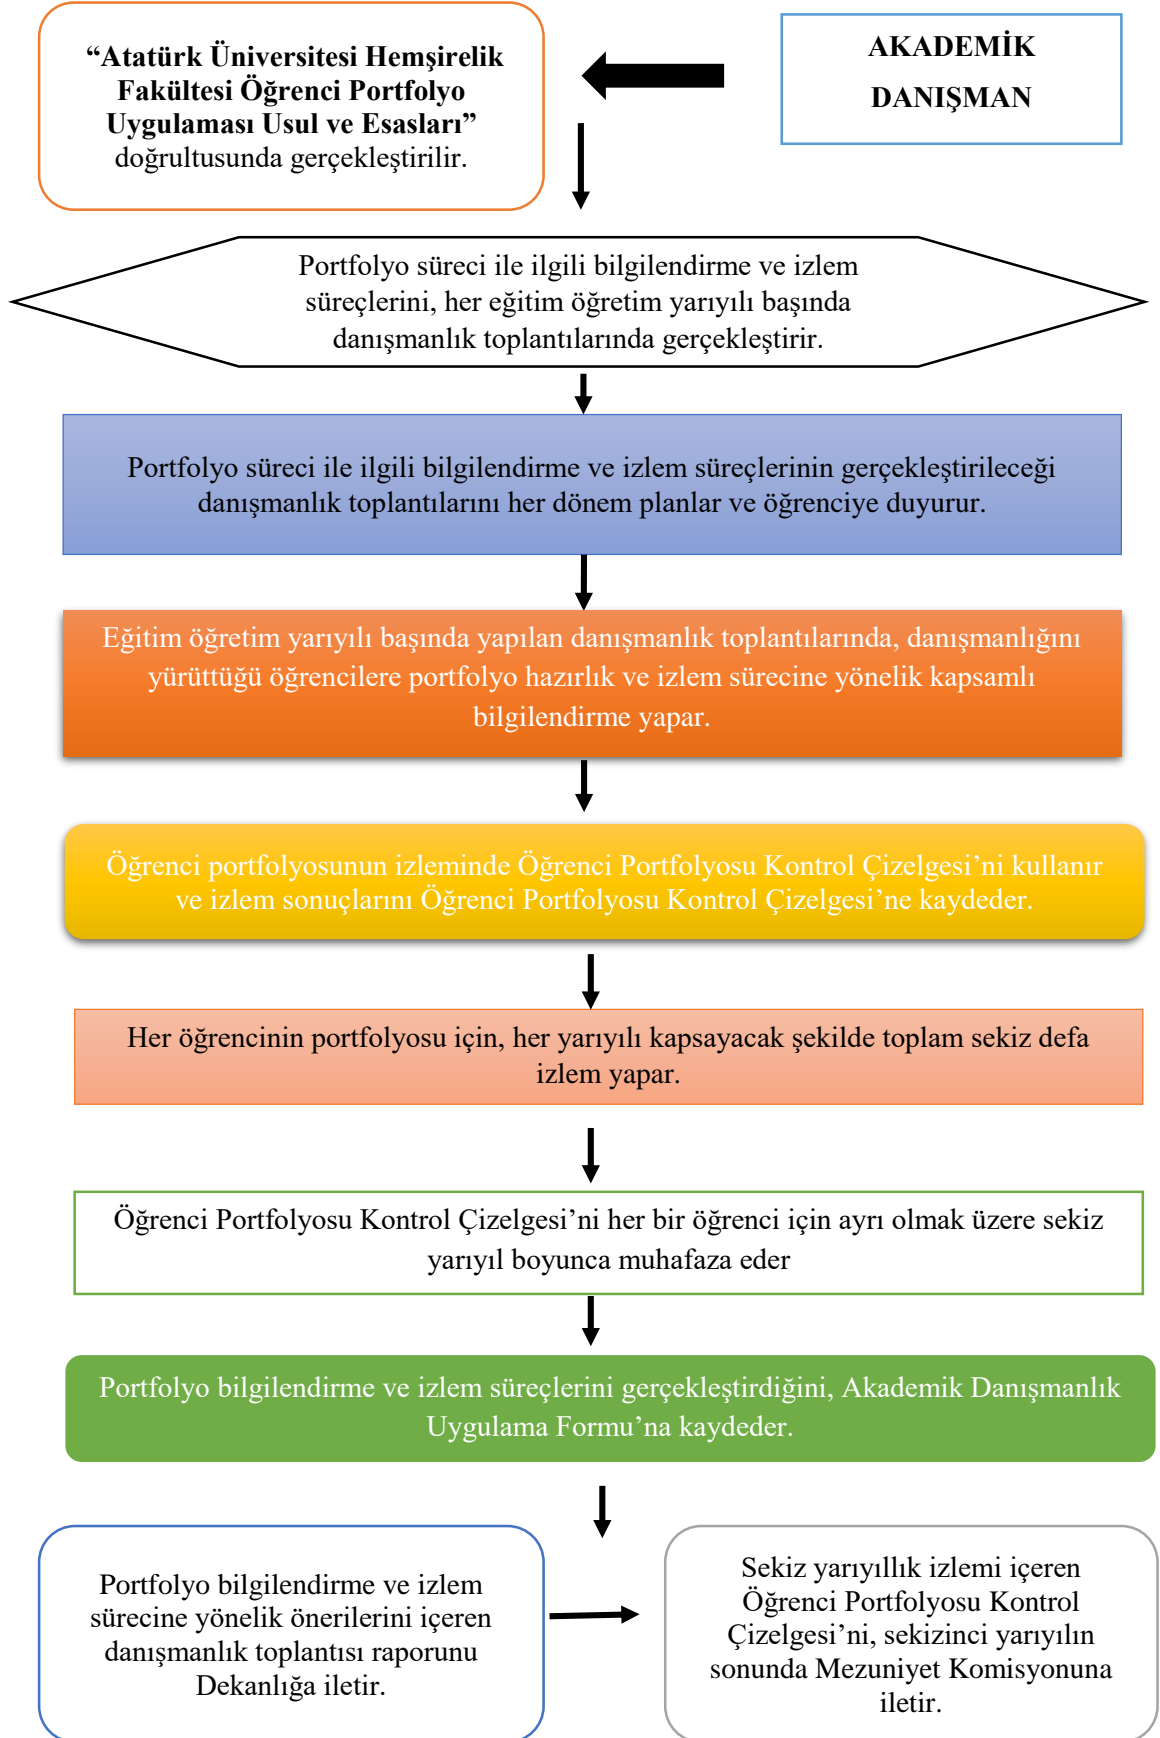 “Atatürk Üniversitesi Hemşirelik
Fakültesi Öğrenci Portfolyo
Uygulaması Usul ve Esasları”
doğrultusunda gerçekleştirilir.
AKADEMİK
DANIŞMAN
Portfolyo süreci ile ilgili bilgilendirme ve izlem
süreçlerini, her eğitim öğretim yarıyılı başında
danışmanlık toplantılarında gerçekleştirir.
Portfolyo süreci ile ilgili bilgilendirme ve izlem süreçlerinin gerçekleştirileceği
danışmanlık toplantılarını her dönem planlar ve öğrenciye duyurur.
Eğitim öğretim yarıyılı başında yapılan danışmanlık toplantılarında, danışmanlığını
yürüttüğü öğrencilere portfolyo hazırlık ve izlem sürecine yönelik kapsamlı
bilgilendirme yapar.
Öğrenci portfolyosunun izleminde Öğrenci Portfolyosu Kontrol Çizelgesi’ni kullanır
ve izlem sonuçlarını Öğrenci Portfolyosu Kontrol Çizelgesi’ne kaydeder.
Her öğrencinin portfolyosu için, her yarıyılı kapsayacak şekilde toplam sekiz defa
izlem yapar.
Öğrenci Portfolyosu Kontrol Çizelgesi’ni her bir öğrenci için ayrı olmak üzere sekiz
yarıyıl boyunca muhafaza eder
Portfolyo bilgilendirme ve izlem süreçlerini gerçekleştirdiğini, Akademik Danışmanlık
Uygulama Formu’na kaydeder.
Portfolyo bilgilendirme ve izlem
sürecine yönelik önerilerini içeren
danışmanlık toplantısı raporunu
Dekanlığa iletir.
Sekiz yarıyıllık izlemi içeren
Öğrenci Portfolyosu Kontrol
Çizelgesi’ni, sekizinci yarıyılın
sonunda Mezuniyet Komisyonuna
iletir.